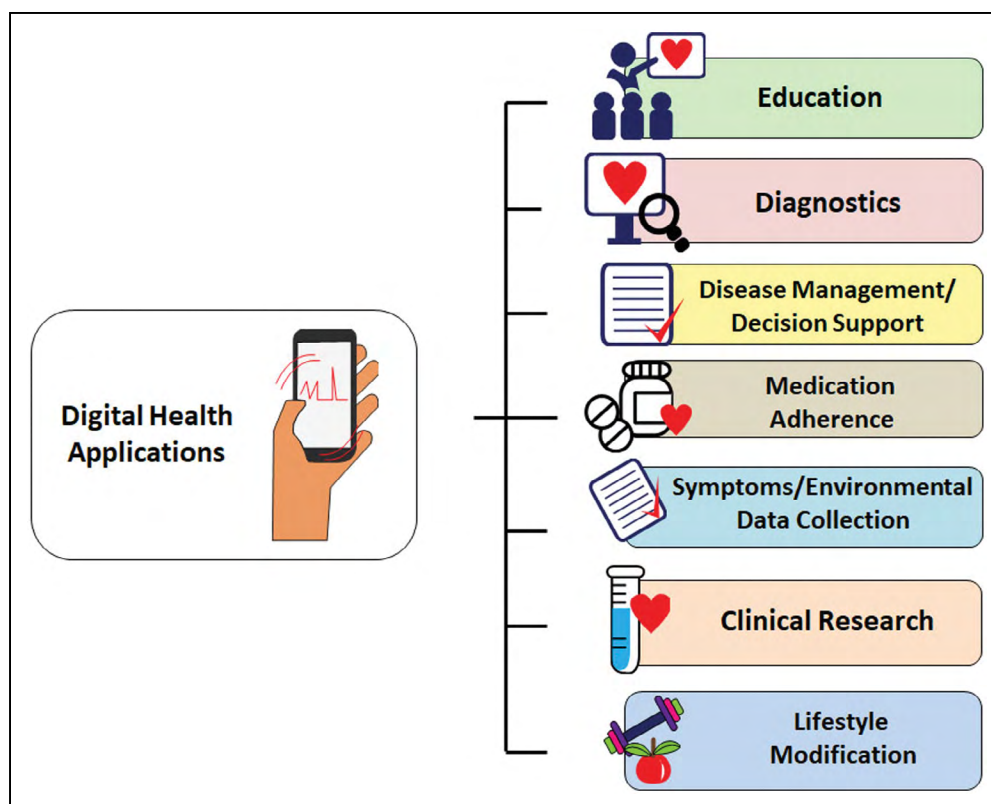 Digital Health
Applications
Education
Diagnostics
Disease Management/
Decision Support
Medication
Adherence
Symptoms/Environmental
Data Collection
Clinical Research
Lifestyle
Modification